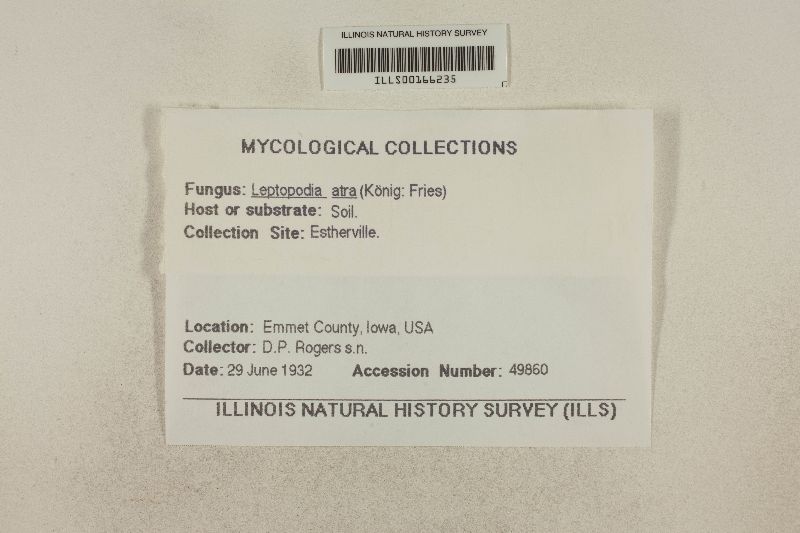 ILLINOIS NATURAL HISTORY SURVEY
ILLS00166235
MYCOLOGICAL COLLECTIONS
Fungus: Leptopodia atra (König: Fries)
Host or substrate: Soil.
Collection Site: Estherville.
Location: Emmet County, Iowa, USA
Collector: D.P. Rogers s.n.
Date: 29 June 1932 Accession Number: 49860
ILLINOIS NATURAL HISTORY SURVEY (ILLS)